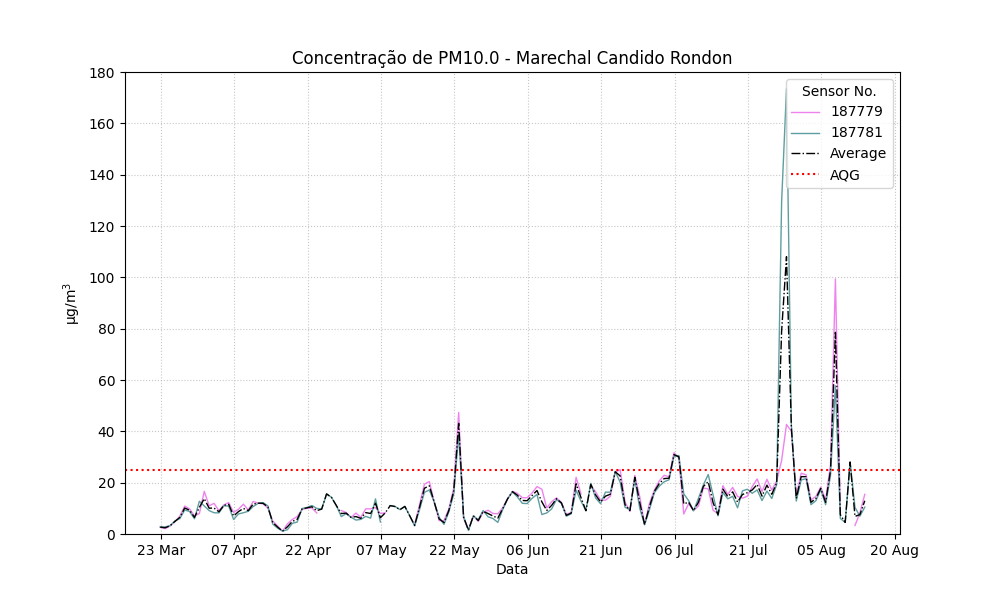 Concentração de PM10.0 - Marechal Candido Rondon
Sensor No.
187779
187781
Average
AQG
180
160
140
120
100
80
60
40
20
0
µg/m³
23 Mar 07 Apr 22 Apr 07 May 22 May 06 Jun 21 Jun 06 Jul 21 Jul 05 Aug 20 Aug
Data